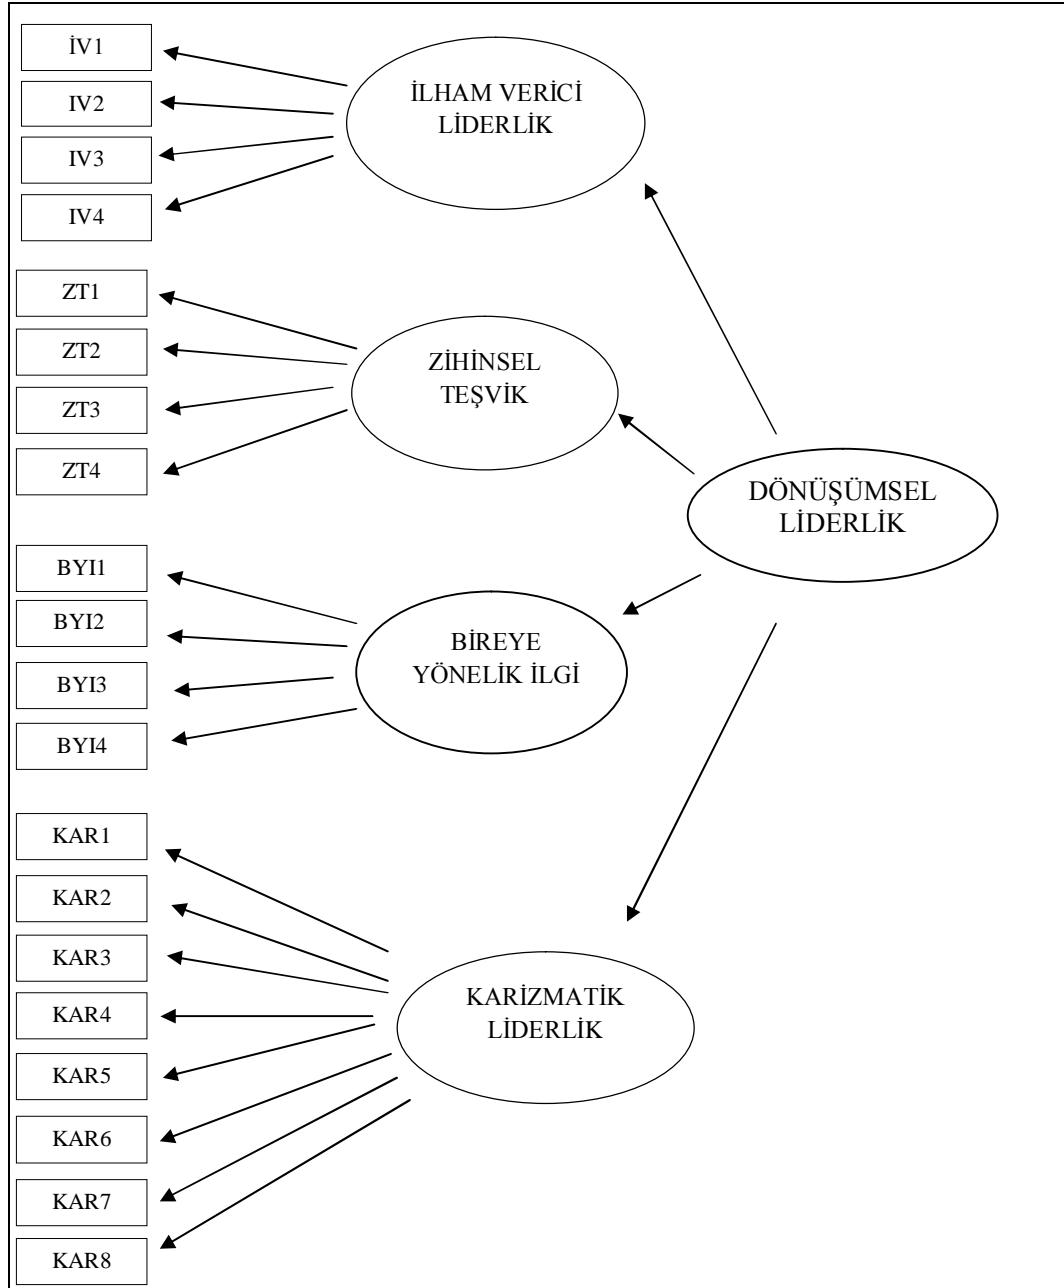 İV1
IV2
IV3
IV4
İLHAM VERİCİ
LİDERLİK
ZT1
ZT2
ZT3
ZT4
ZİHİNSEL
TEŞVİK
DÖNÜŞÜMSEL
LİDERLİK
BYI1
BYI2
BYI3
BYI4
BİREYE
YÖNELİK İLGİ
KAR1
KAR2
KAR3
KAR4
KAR5
KAR6
KAR7
KAR8
KARİZMATİK
LİDERLİK